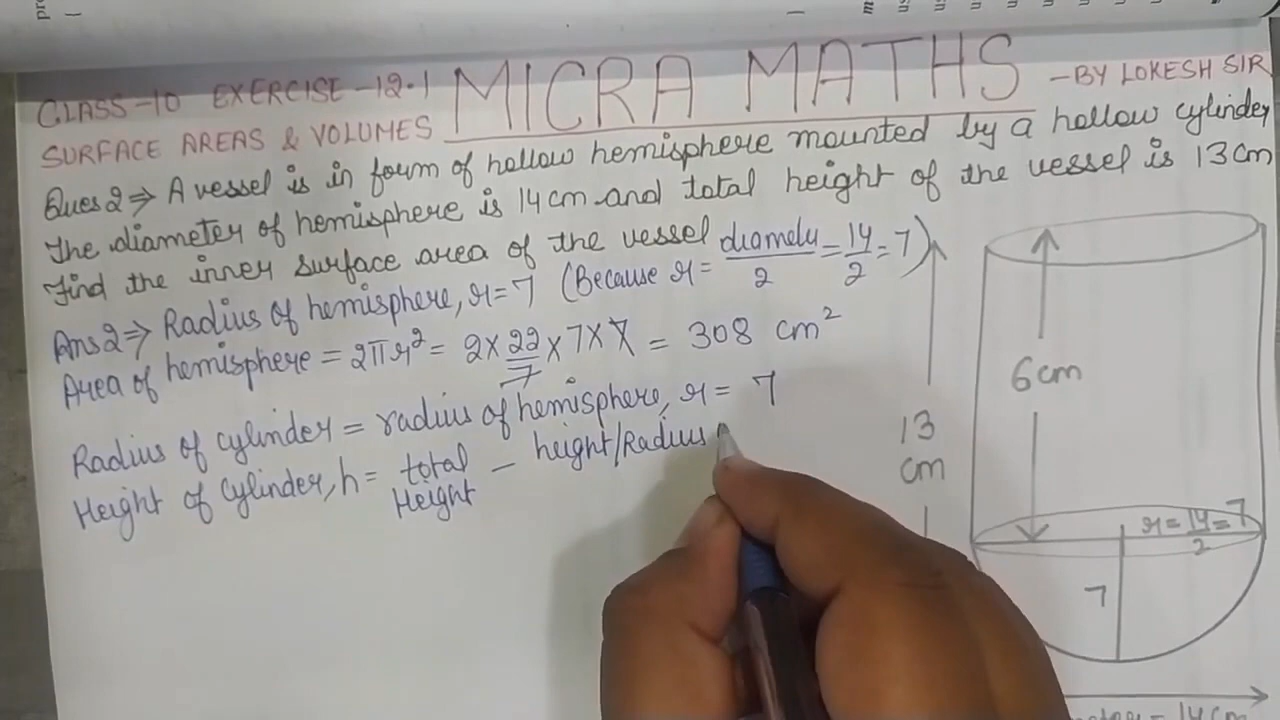 CLASS-10 EXERCISE-12.1 MICRA MATHS -BY LOKESH SIR
SURFACE AREAS & VOLUMES
Ques2⇒ A vessel is in form of hollow hemisphere mounted by a hollow cylinder
The diameter of hemisphere is 14cm and total height of the vessel is 13cm
Find the inner surface area of the vessel
Ans2⇒ Radius of hemisphere, r=7 (Because r= diametr/2 = 14/2 = 7)
Area of hemisphere = 2πr² = 2×22/7×7×7 = 308 cm²
Radius of cylinder = radius of hemisphere, r= 7
Height of cylinder, h = total Height - height/Radius
6cm
13
cm
r=14/2=7
7
= 14cm